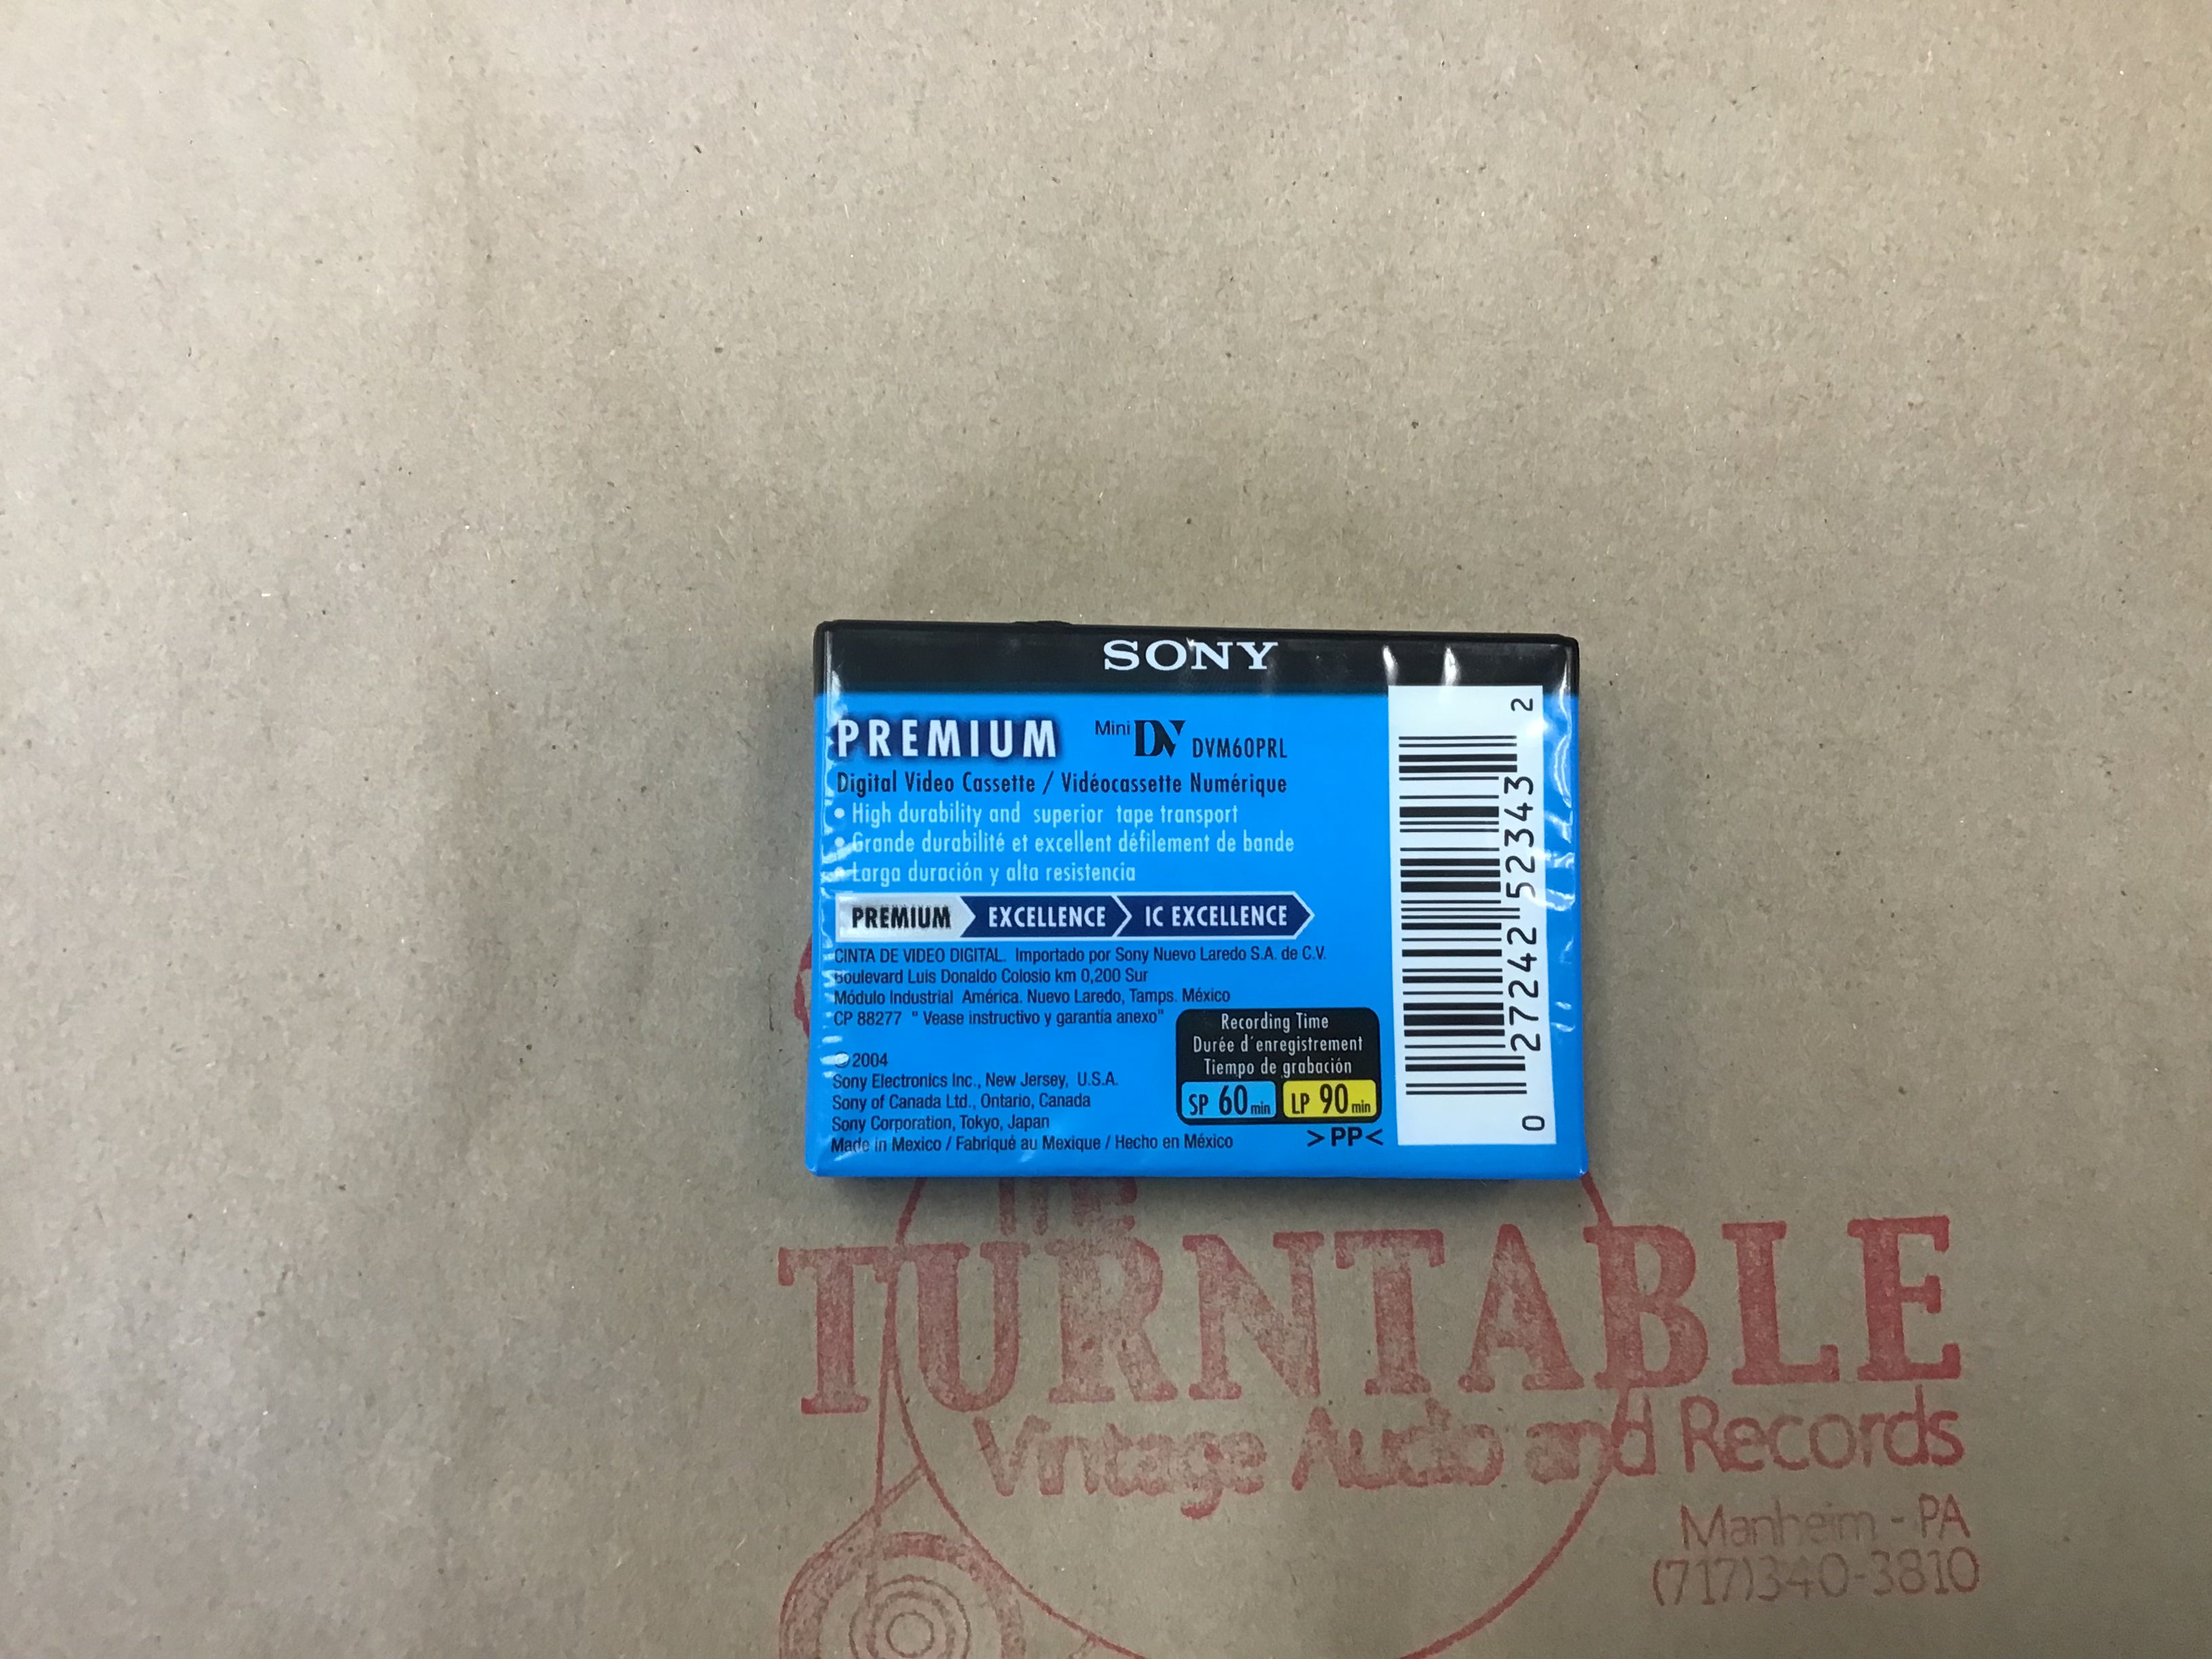 SONY
PREMIUM Mini DV DVM60PRL
Digital Video Cassette / Vidéocassette Numérique
• High durability and superior tape transport
• Grande durabilité et excellent défilement de bande
• Larga duración y alta resistencia
PREMIUM EXCELLENCE IC EXCELLENCE
CINTA DE VIDEO DIGITAL. Importado por Sony Nuevo Laredo S.A. de C.V.
Boulevard Luis Donaldo Colosio km 0,200 Sur
Módulo Industrial América. Nuevo Laredo, Tamps. México
CP 88277 " Vease instructivo y garantia anexo"
©2004
Sony Electronics Inc., New Jersey, U.S.A.
Sony of Canada Ltd., Ontario, Canada
Sony Corporation, Tokyo, Japan
Made in Mexico / Fabriqué au Mexique / Hecho en México
Recording Time
Durée d'enregistrement
Tiempo de grabación
SP 60 min LP 90 min
>PP<
0 27242 52343 2
The
TURNTABLE
Vintage Audio and Records
Manheim - PA
(717)340-3810